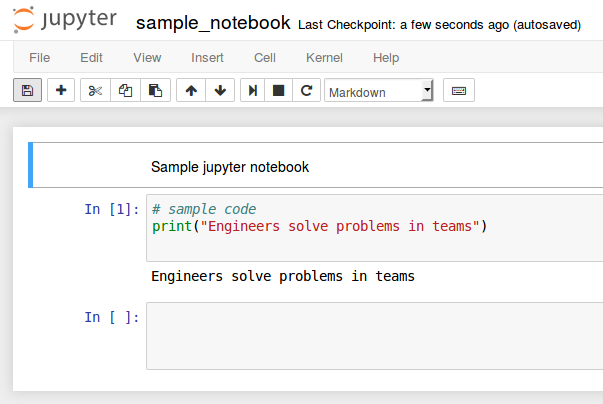 jupyter sample_notebook Last Checkpoint: a few seconds ago (autosaved)
File Edit View Insert Cell Kernel Help
Markdown
Sample jupyter notebook
In [1]: # sample code
print("Engineers solve problems in teams")
Engineers solve problems in teams
In [ ]: